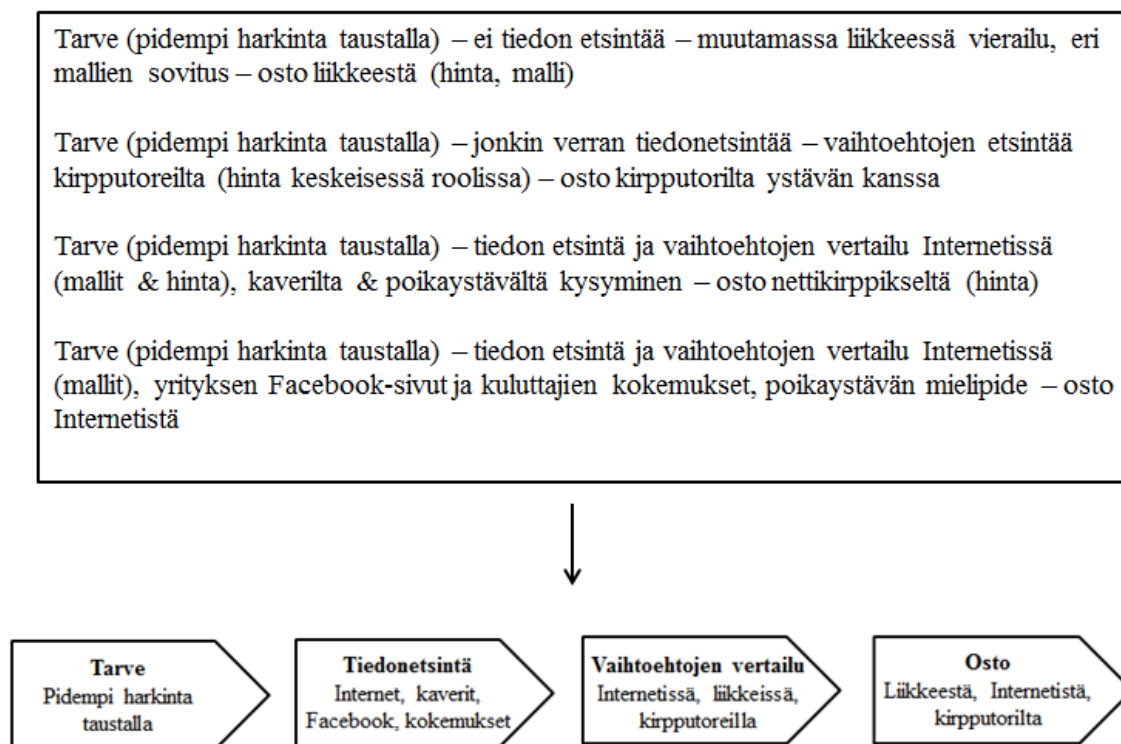 Tarve (pidempi harkinta taustalla) – ei tiedon etsintää – muutamassa liikkeessä vierailu, eri
mallien sovitus – osto liikkeestä (hinta, malli)
Tarve (pidempi harkinta taustalla) – jonkin verran tiedonetsintää – vaihtoehtojen etsintää
kirpputoreilta (hinta keskeisessä roolissa) – osto kirpputorilta ystävän kanssa
Tarve (pidempi harkinta taustalla) – tiedon etsintä ja vaihtoehtojen vertailu Internetissä
(mallit & hinta), kaverilta & poikaystävältä kysyminen – osto nettikirppikseltä (hinta)
Tarve (pidempi harkinta taustalla) – tiedon etsintä ja vaihtoehtojen vertailu Internetissä
(mallit), yrityksen Facebook-sivut ja kuluttajien kokemukset, poikaystävän mielipide – osto
Internetistä
Tarve
Pidempi harkinta
taustalla
Tiedonetsintä
Internet, kaverit,
Facebook, kokemukset
Vaihtoehtojen vertailu
Internetissä, liikkeissä,
kirpputoreilla
Osto
Liikkeestä, Internetistä,
kirpputorilta